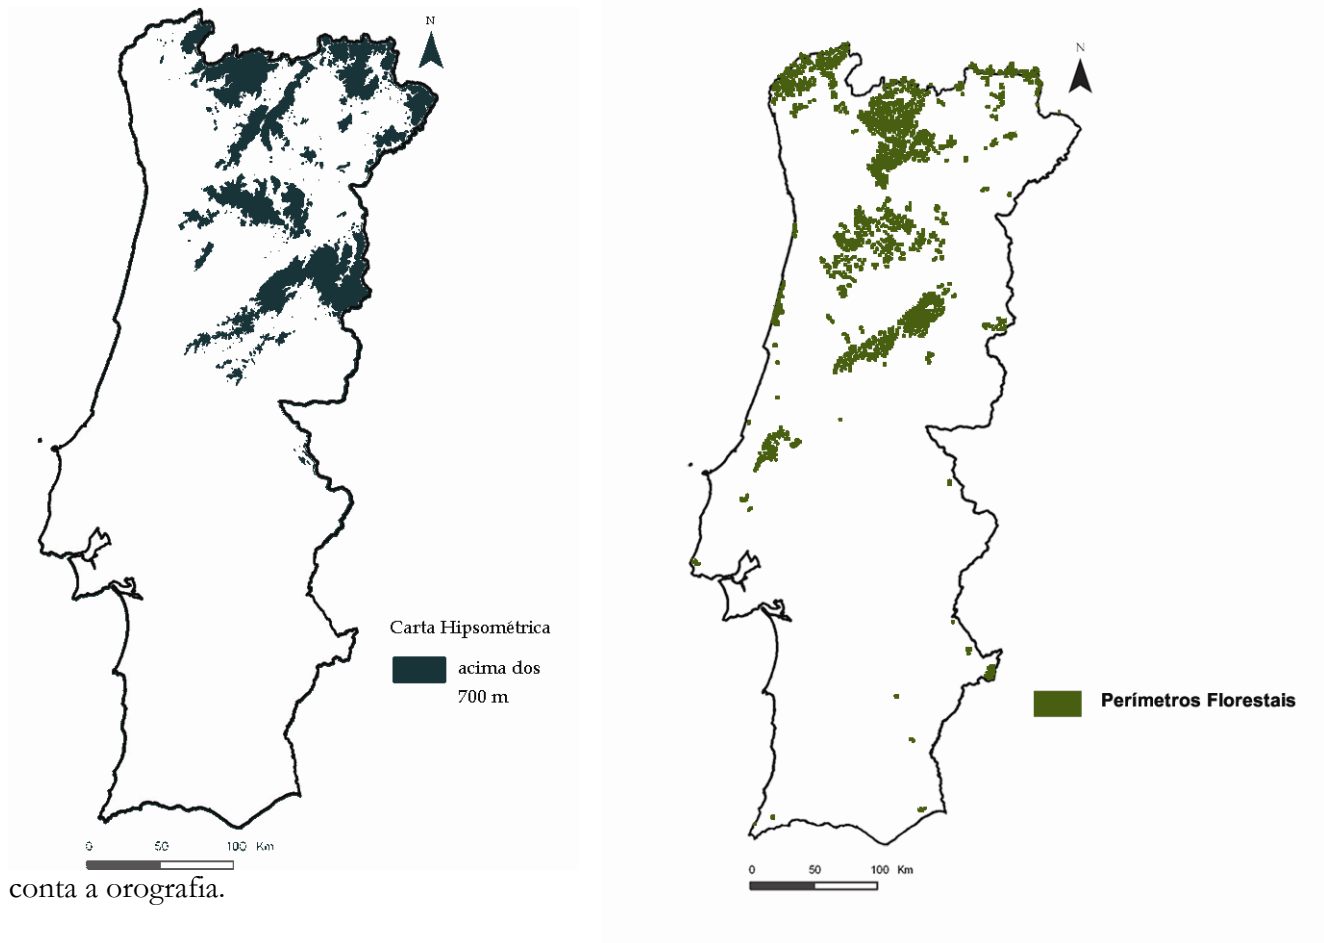 N
Carta Hipsométrica
acima dos
700 m
0 50 100 Km
conta a orografia.
N
Perímetros Florestais
0 50 100 Km